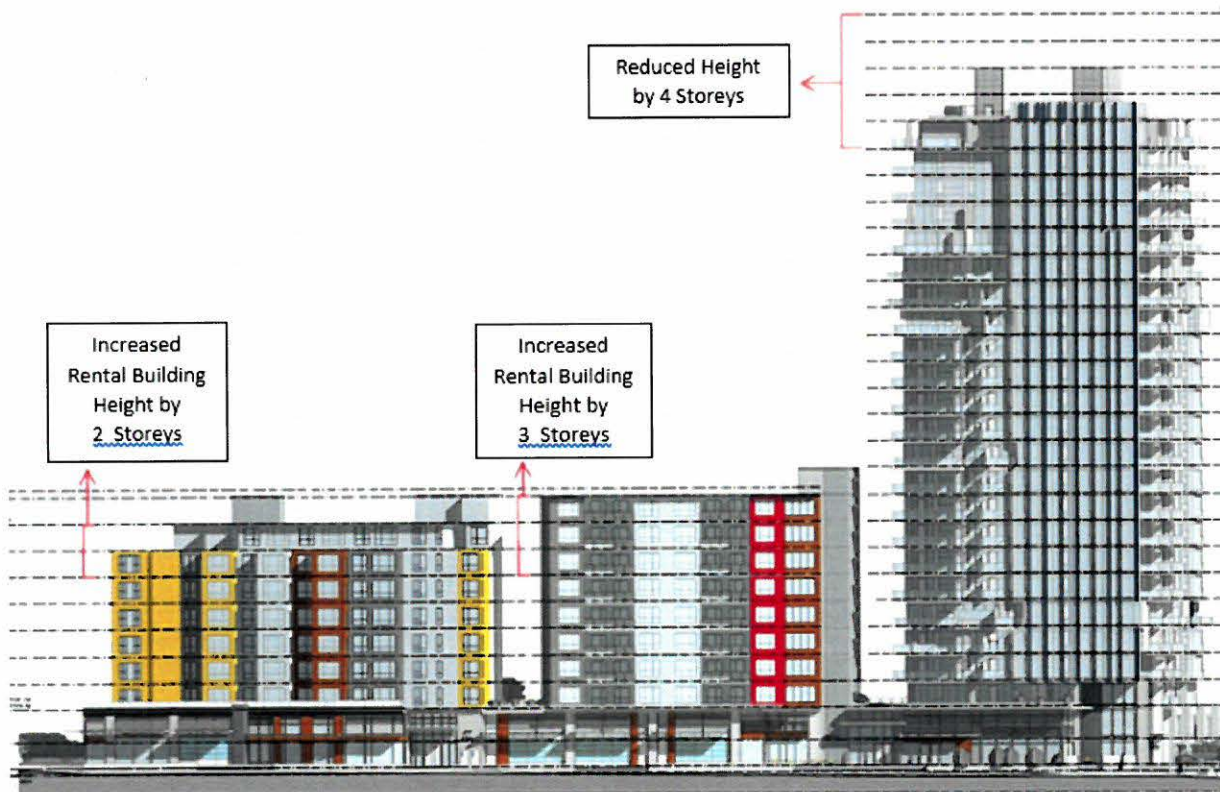 Reduced Height
by 4 Storeys
Increased
Rental Building
Height by
2 Storeys
Increased
Rental Building
Height by
3 Storeys